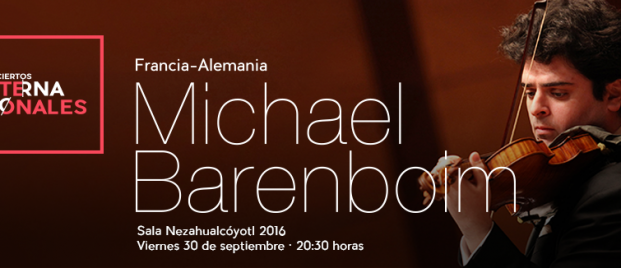 CIERTOS
TERNA
ONALES
Francia-Alemania
Michael
Barenboim
Sala Nezahualcóyotl 2016
Viernes 30 de septiembre · 20:30 horas